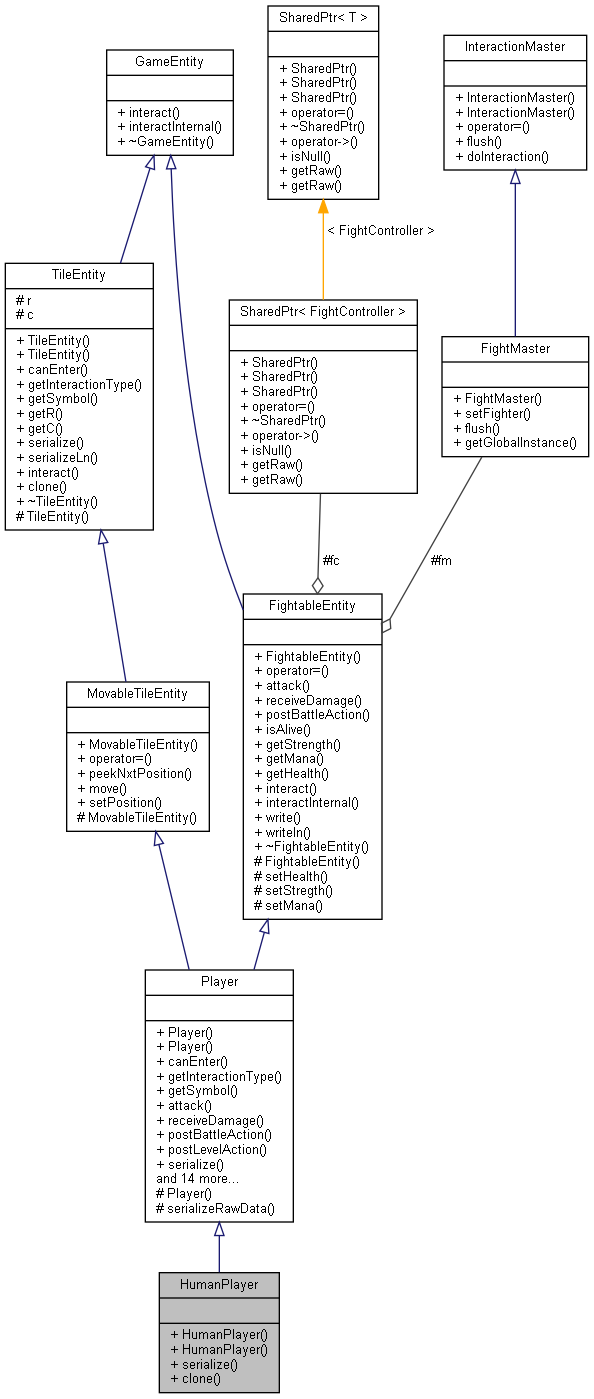 GameEntity
+ interact()
+ interactInternal()
+ ~GameEntity()
SharedPtr< T >
+ SharedPtr()
+ SharedPtr()
+ SharedPtr()
+ operator=()
+ ~SharedPtr()
+ operator->()
+ isNull()
+ getRaw()
+ getRaw()
InteractionMaster
+ InteractionMaster()
+ InteractionMaster()
+ operator=()
+ flush()
+ doInteraction()
< FightController >
TileEntity
# r
# c
+ TileEntity()
+ TileEntity()
+ canEnter()
+ getInteractionType()
+ getSymbol()
+ getR()
+ getC()
+ serialize()
+ serializeLn()
+ interact()
+ clone()
+ ~TileEntity()
# TileEntity()
SharedPtr< FightController >
+ SharedPtr()
+ SharedPtr()
+ SharedPtr()
+ operator=()
+ ~SharedPtr()
+ operator->()
+ isNull()
+ getRaw()
+ getRaw()
FightMaster
+ FightMaster()
+ setFighter()
+ flush()
+ getGlobalInstance()
#fc
#fm
FightableEntity
+ FightableEntity()
+ operator=()
+ attack()
+ receiveDamage()
+ postBattleAction()
+ isAlive()
+ getStrength()
+ getMana()
+ getHealth()
+ interact()
+ interactInternal()
+ write()
+ writeln()
+ ~FightableEntity()
# FightableEntity()
# setHealth()
# setStregth()
# setMana()
MovableTileEntity
+ MovableTileEntity()
+ operator=()
+ peekNxtPosition()
+ move()
+ setPosition()
# MovableTileEntity()
Player
+ Player()
+ Player()
+ canEnter()
+ getInteractionType()
+ getSymbol()
+ attack()
+ receiveDamage()
+ postBattleAction()
+ postLevelAction()
+ serialize()
and 14 more...
# Player()
# serializeRawData()
HumanPlayer
+ HumanPlayer()
+ HumanPlayer()
+ serialize()
+ clone()